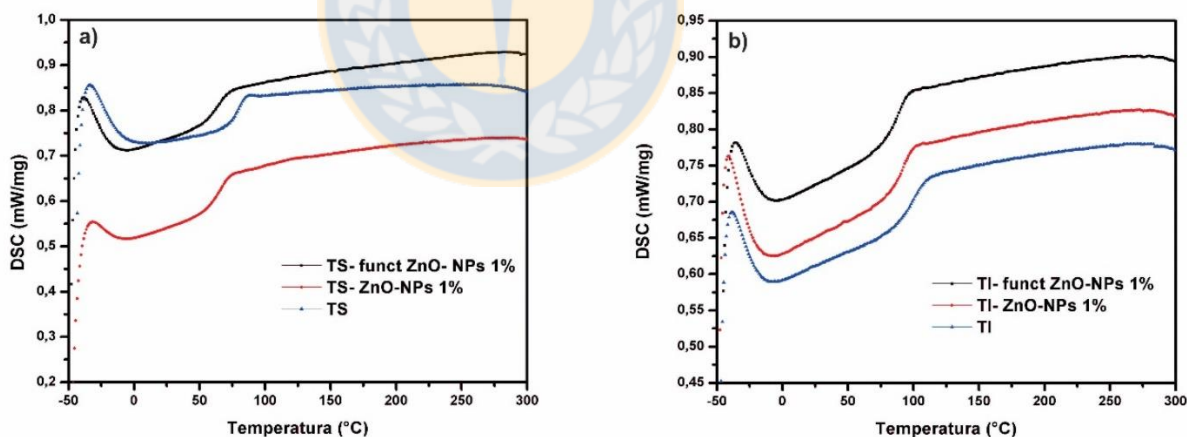 a)
1,0
0,9
0,8
0,7
0,6
0,5
0,4
0,3
0,2
DSC (mW/mg)
-50 0 50 100 150 200 250 300
Temperatura (°C)
TS- funct ZnO- NPs 1%
TS- ZnO-NPs 1%
TS
b)
0,95
0,90
0,85
0,80
0,75
0,70
0,65
0,60
0,55
0,50
0,45
DSC (mW/mg)
-50 0 50 100 150 200 250 300
Temperatura (°C)
TI- funct ZnO-NPs 1%
TI- ZnO-NPs 1%
TI